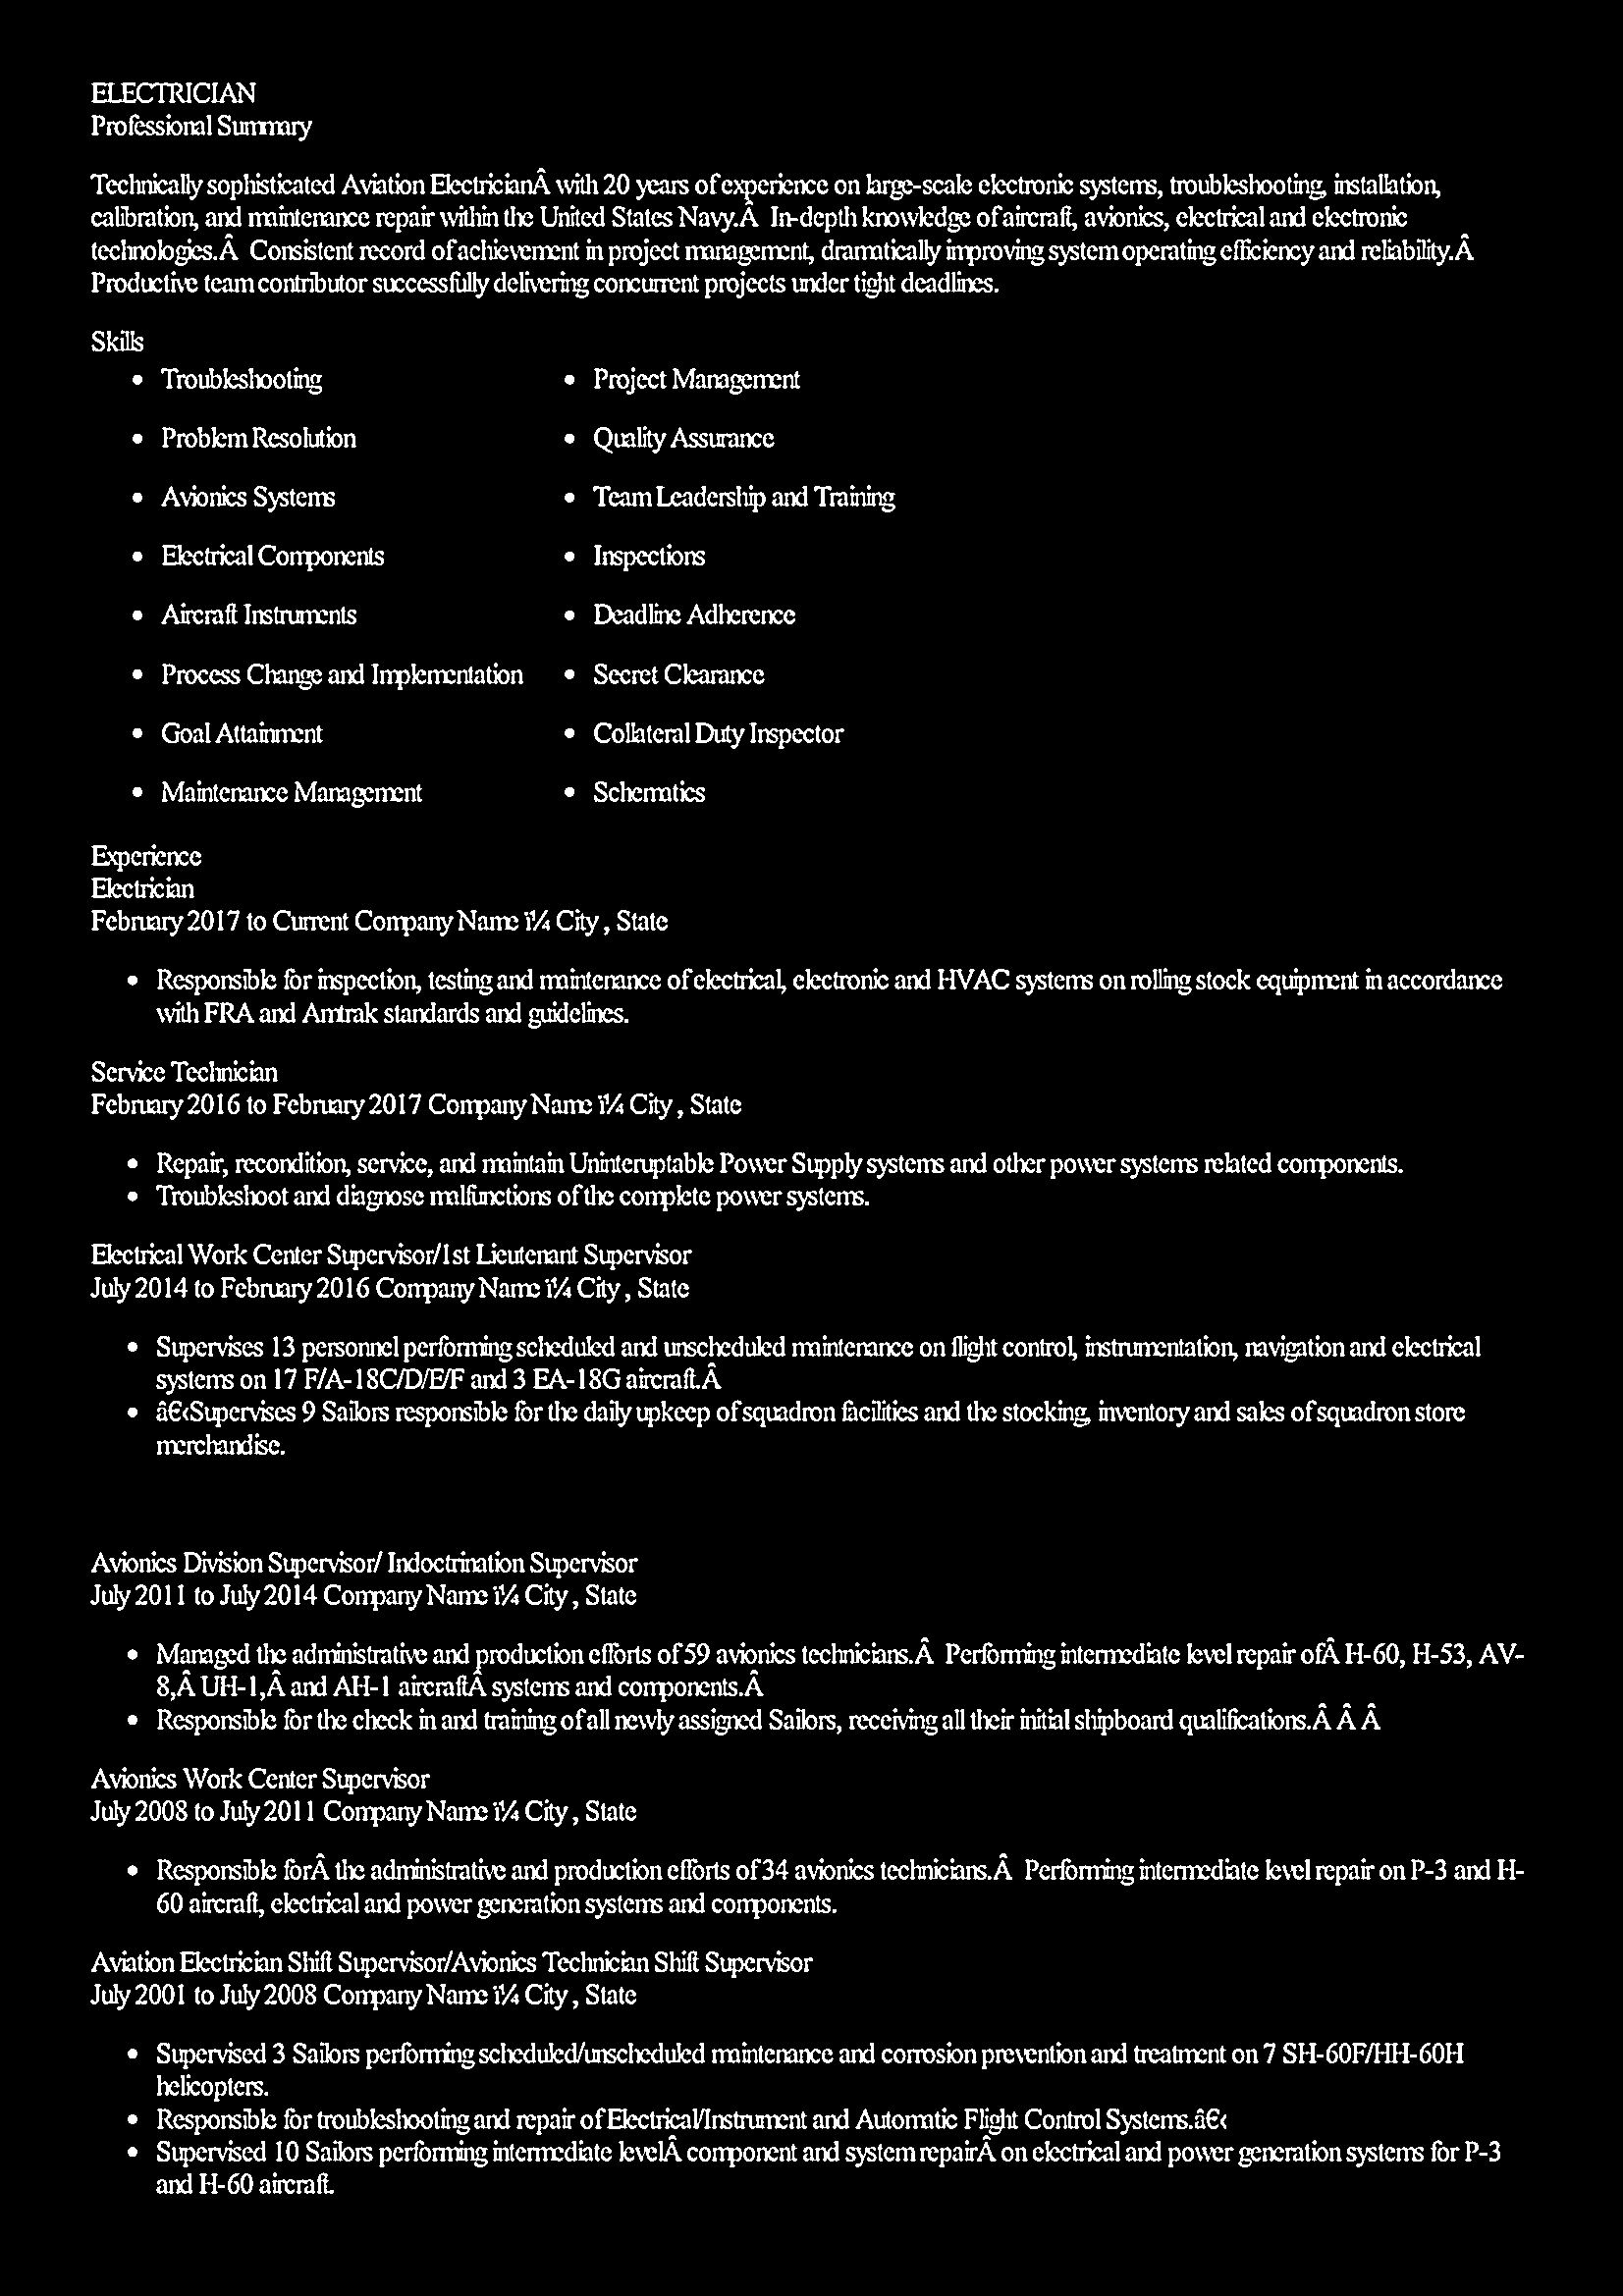 ELECTRICIAN
Professional Summary
Technically sophisticated Aviation ElectricianÂ with 20 years of experience on large-scale electronic systems, troubleshooting, installation,
calibration, and maintenance repair within the United States Navy.Â  In-depth knowledge of aircraft, avionics, electrical and electronic
technologies.Â  Consistent record of achievement in project management, dramatically improving system operating efficiency and reliability.Â
Productive team contributor successfully delivering concurrent projects under tight deadlines.
Skills
• Troubleshooting
• Problem Resolution
• Avionics Systems
• Electrical Components
• Aircraft Instruments
• Process Change and Implementation
• Goal Attainment
• Maintenance Management
• Project Management
• Quality Assurance
• Team Leadership and Training
• Inspections
• Deadline Adherence
• Secret Clearance
• Collateral Duty Inspector
• Schematics
Experience
Electrician
February 2017 to Current Company Name ï¼ City , State
• Responsible for inspection, testing and maintenance of electrical, electronic and HVAC systems on rolling stock equipment in accordance
with FRA and Amtrak standards and guidelines.
Service Technician
February 2016 to February 2017 Company Name ï¼ City , State
• Repair, recondition, service, and maintain Uninteruptable Power Supply systems and other power systems related components.
• Troubleshoot and diagnose malfunctions of the complete power systems.
Electrical Work Center Supervisor/1st Lieutenant Supervisor
July 2014 to February 2016 Company Name ï¼ City , State
• Supervises 13 personnel performing scheduled and unscheduled maintenance on flight control, instrumentation, navigation and electrical
systems on 17 F/A-18C/D/E/F and 3 EA-18G aircraft.Â
• â€‹Supervises 9 Sailors responsible for the daily upkeep of squadron facilities and the stocking, inventory and sales of squadron store
merchandise.
Avionics Division Supervisor/ Indoctrination Supervisor
July 2011 to July 2014 Company Name ï¼ City , State
• Managed the administrative and production efforts of 59 avionics technicians.Â  Performing intermediate level repair ofÂ H-60, H-53, AV-
8,Â UH-1,Â and AH-1 aircraftÂ systems and components.Â
• Responsible for the check in and training of all newly assigned Sailors, receiving all their initial shipboard qualifications.Â Â Â
Avionics Work Center Supervisor
July 2008 to July 2011 Company Name ï¼ City , State
• Responsible forÂ the administrative and production efforts of 34 avionics technicians.Â  Performing intermediate level repair on P-3 and H-
60 aircraft, electrical and power generation systems and components.
Aviation Electrician Shift Supervisor/Avionics Technician Shift Supervisor
July 2001 to July 2008 Company Name ï¼ City , State
• Supervised 3 Sailors performing scheduled/unscheduled maintenance and corrosion prevention and treatment on 7 SH-60F/HH-60H
helicopters.
• Responsible for troubleshooting and repair of Electrical/Instrument and Automatic Flight Control Systems.â€‹
• Supervised 10 Sailors performing intermediate levelÂ component and system repairÂ on electrical and power generation systems for P-3
and H-60 aircraft.